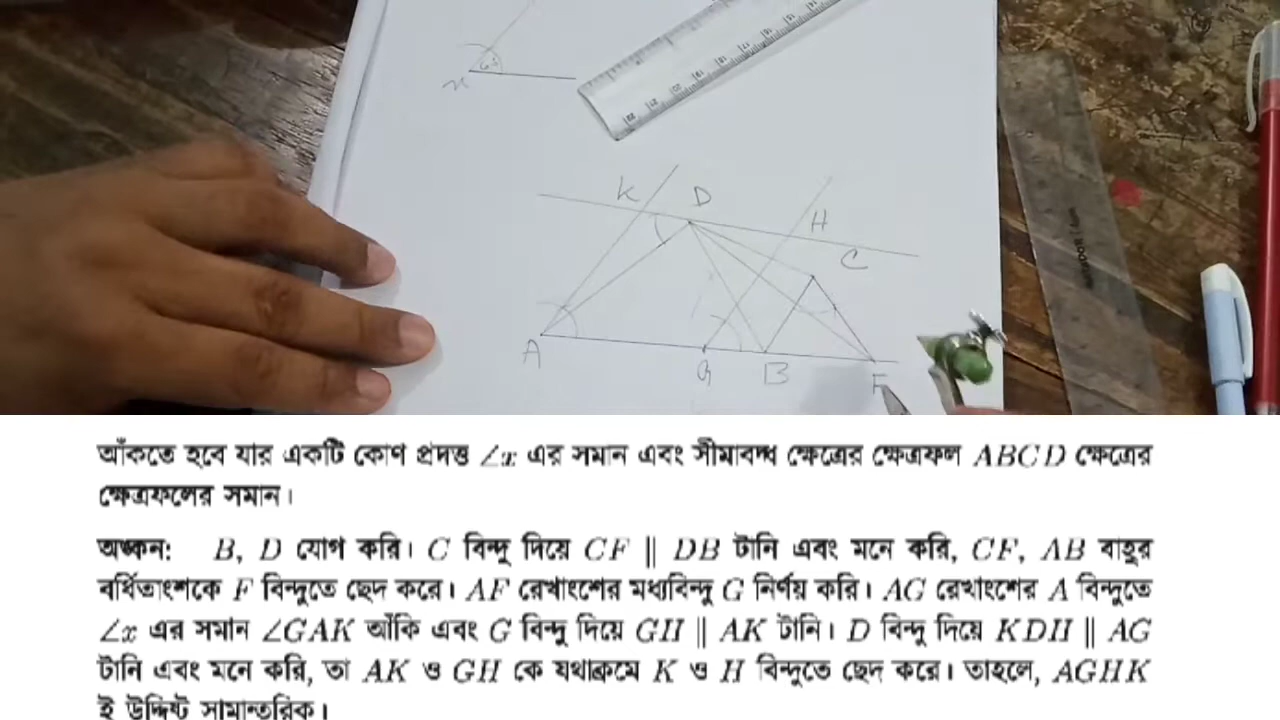 x
K
D
H
C
A
G
B
F
আঁকতে হবে যার একটি কোণ প্রদত্ত ∠x এর সমান এবং সীমাবদ্ধ ক্ষেত্রের ক্ষেত্রফল ABCD ক্ষেত্রের
ক্ষেত্রফলের সমান।
অঙ্কন: B, D যোগ করি। C বিন্দু দিয়ে CF || DB টানি এবং মনে করি, CF, AB বাহুর
বর্ধিতাংশকে F বিন্দুতে ছেদ করে। AF রেখাংশের মধ্যবিন্দু G নির্ণয় করি। AG রেখাংশের A বিন্দুতে
∠x এর সমান ∠GAK আঁকি এবং G বিন্দু দিয়ে GH || AK টানি। D বিন্দু দিয়ে KDH || AG
টানি এবং মনে করি, তা AK ও GH কে যথাক্রমে K ও H বিন্দুতে ছেদ করে। তাহলে, AGHK
ই উদ্দিষ্ট সামান্তরিক।